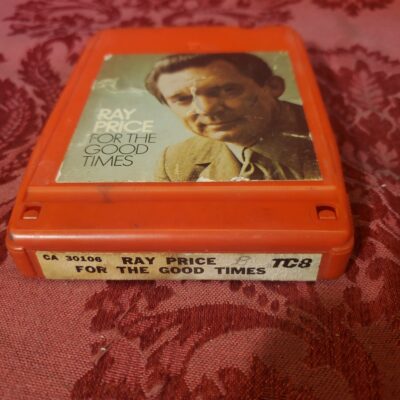 RAY
PRICE
FOR THE
GOOD
TIMES
CA 30106 RAY PRICE TC8
FOR THE GOOD TIMES